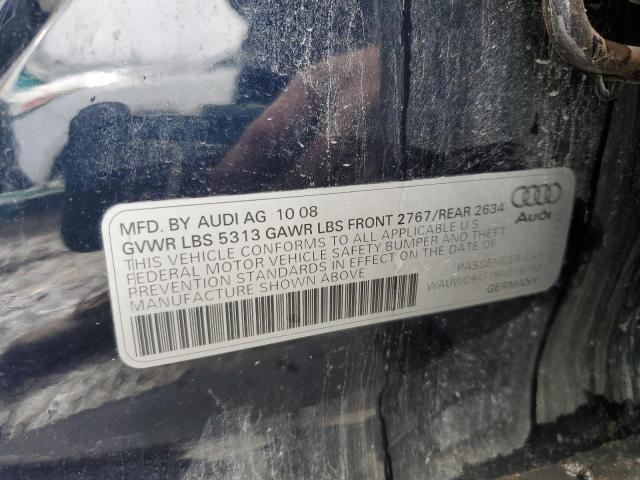 MFD. BY AUDI AG 10 08
GVWR LBS 5313 GAWR LBS FRONT 2767/REAR 2634
THIS VEHICLE CONFORMS TO ALL APPLICABLE U.S.
FEDERAL MOTOR VEHICLE SAFETY BUMPER AND THEFT
PREVENTION STANDARDS IN EFFECT ON THE DATE OF
MANUFACTURE SHOWN ABOVE
Audi
PASSENGER
GERMANY